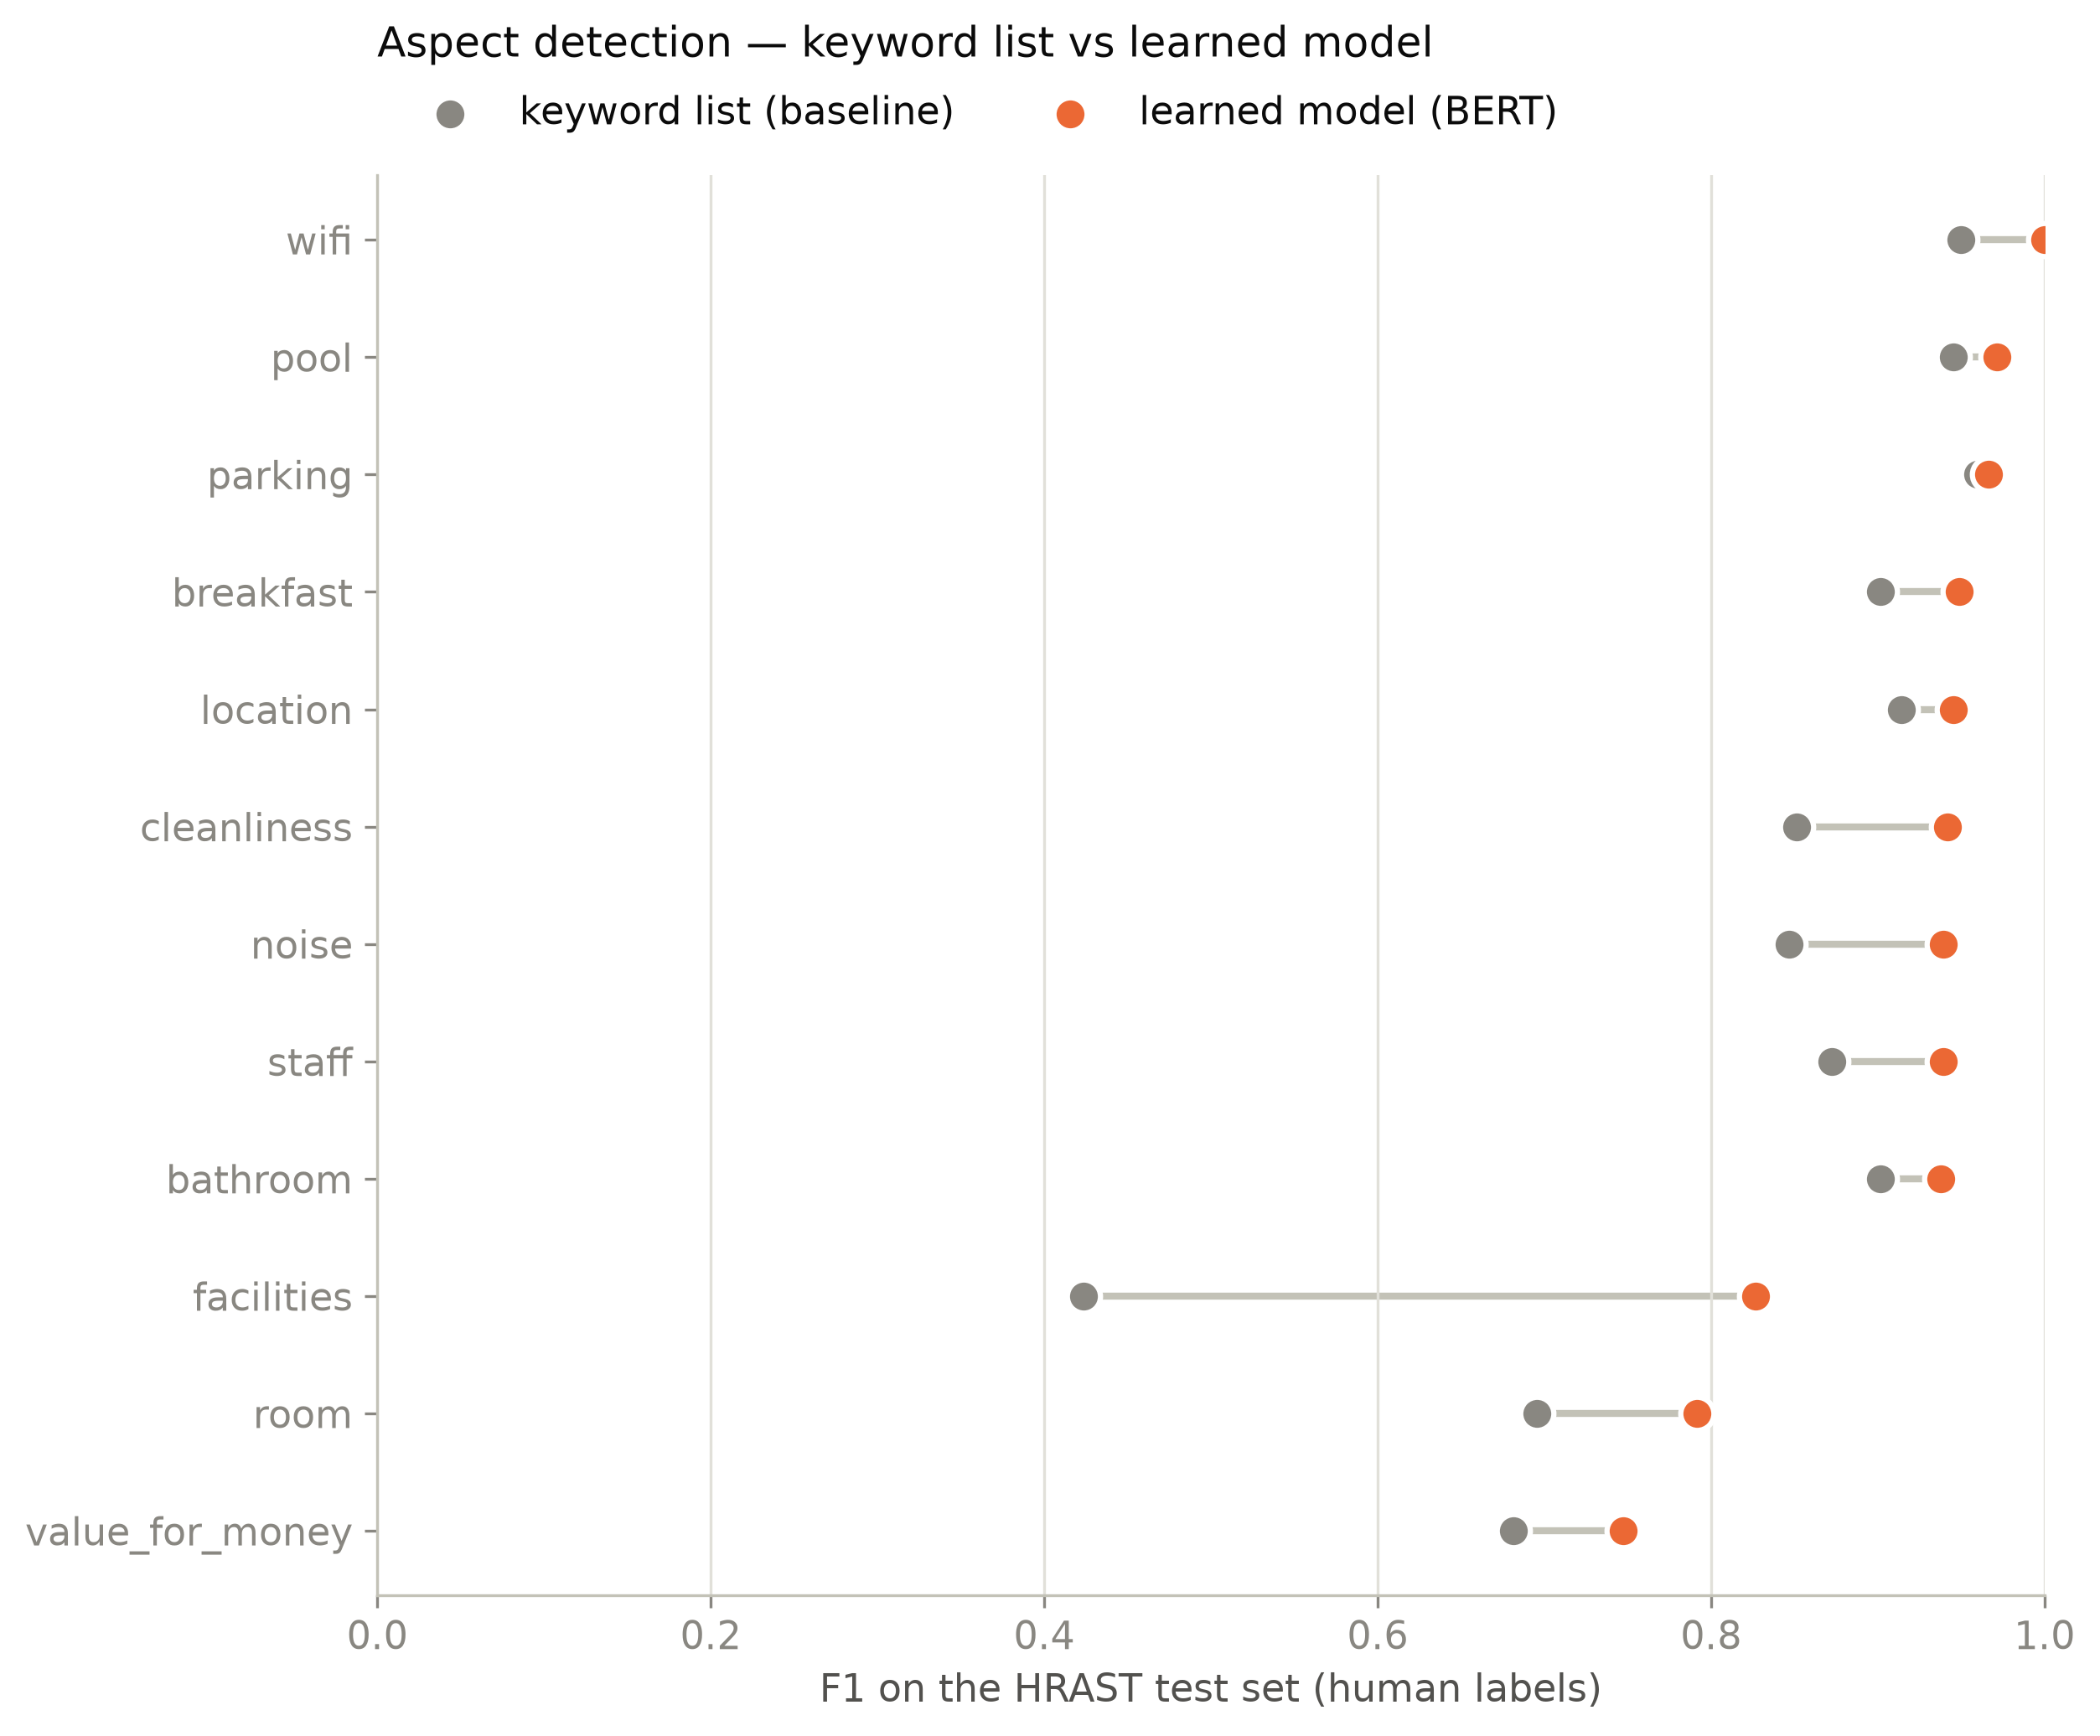 Aspect detection — keyword list vs learned model
keyword list (baseline) learned model (BERT)
wifi
pool
parking
breakfast
location
cleanliness
noise
staff
bathroom
facilities
room
value_for_money
0.0 0.2 0.4 0.6 0.8 1.0
F1 on the HRAST test set (human labels)